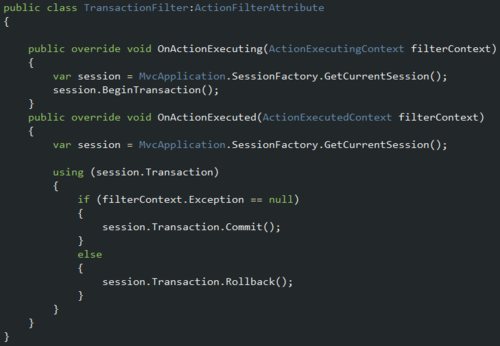 public class TransactionFilter:ActionFilterAttribute
{
public override void OnActionExecuting(ActionExecutingContext filterContext)
{
var session = MvcApplication.SessionFactory.GetCurrentSession();
session.BeginTransaction();
}
public override void OnActionExecuted(ActionExecutedContext filterContext)
{
var session = MvcApplication.SessionFactory.GetCurrentSession();
using (session.Transaction)
{
if (filterContext.Exception == null)
{
session.Transaction.Commit();
}
else
{
session.Transaction.Rollback();
}
}
}
}